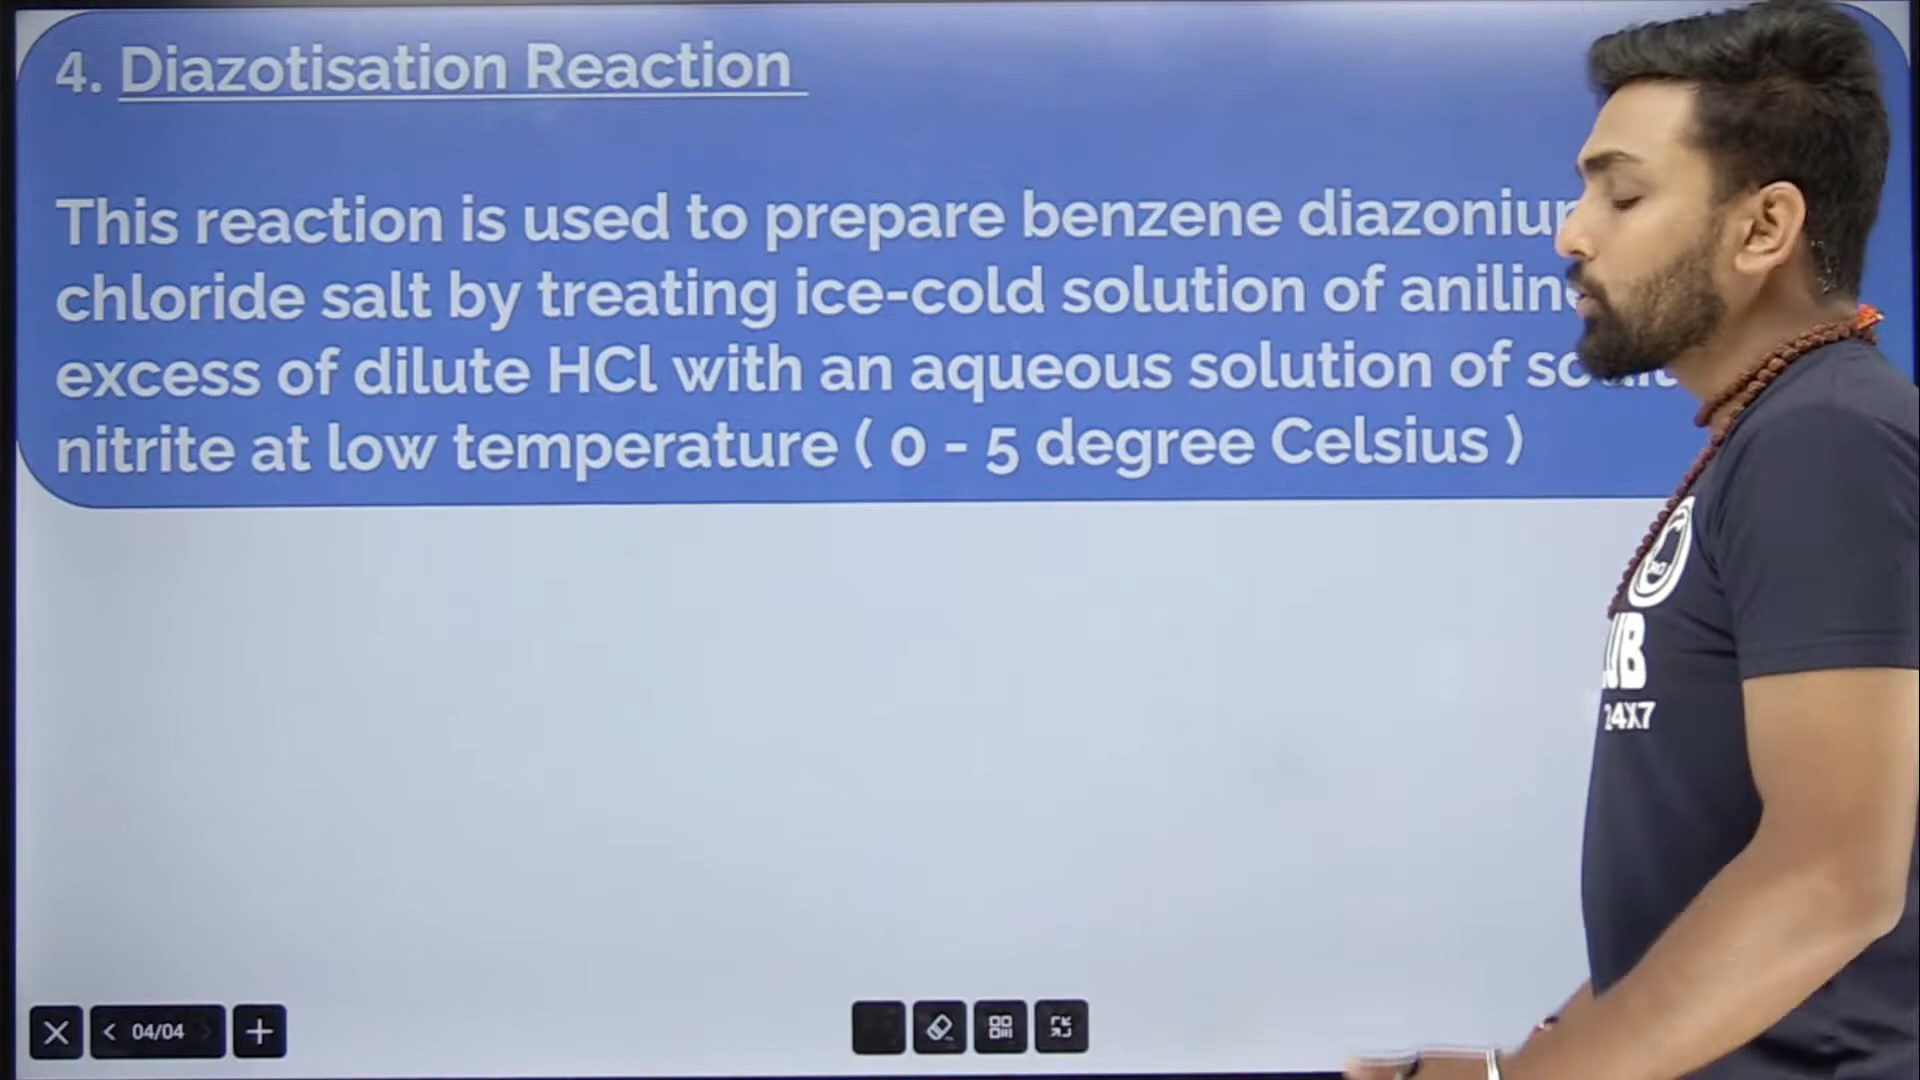 4. Diazotisation Reaction
This reaction is used to prepare benzene
chloride salt by treating ice-cold solution of
excess of dilute HCl with an aqueous solution of
nitrite at low temperature ( 0 - 5 degree Celsius )
UB
24X7
04/04